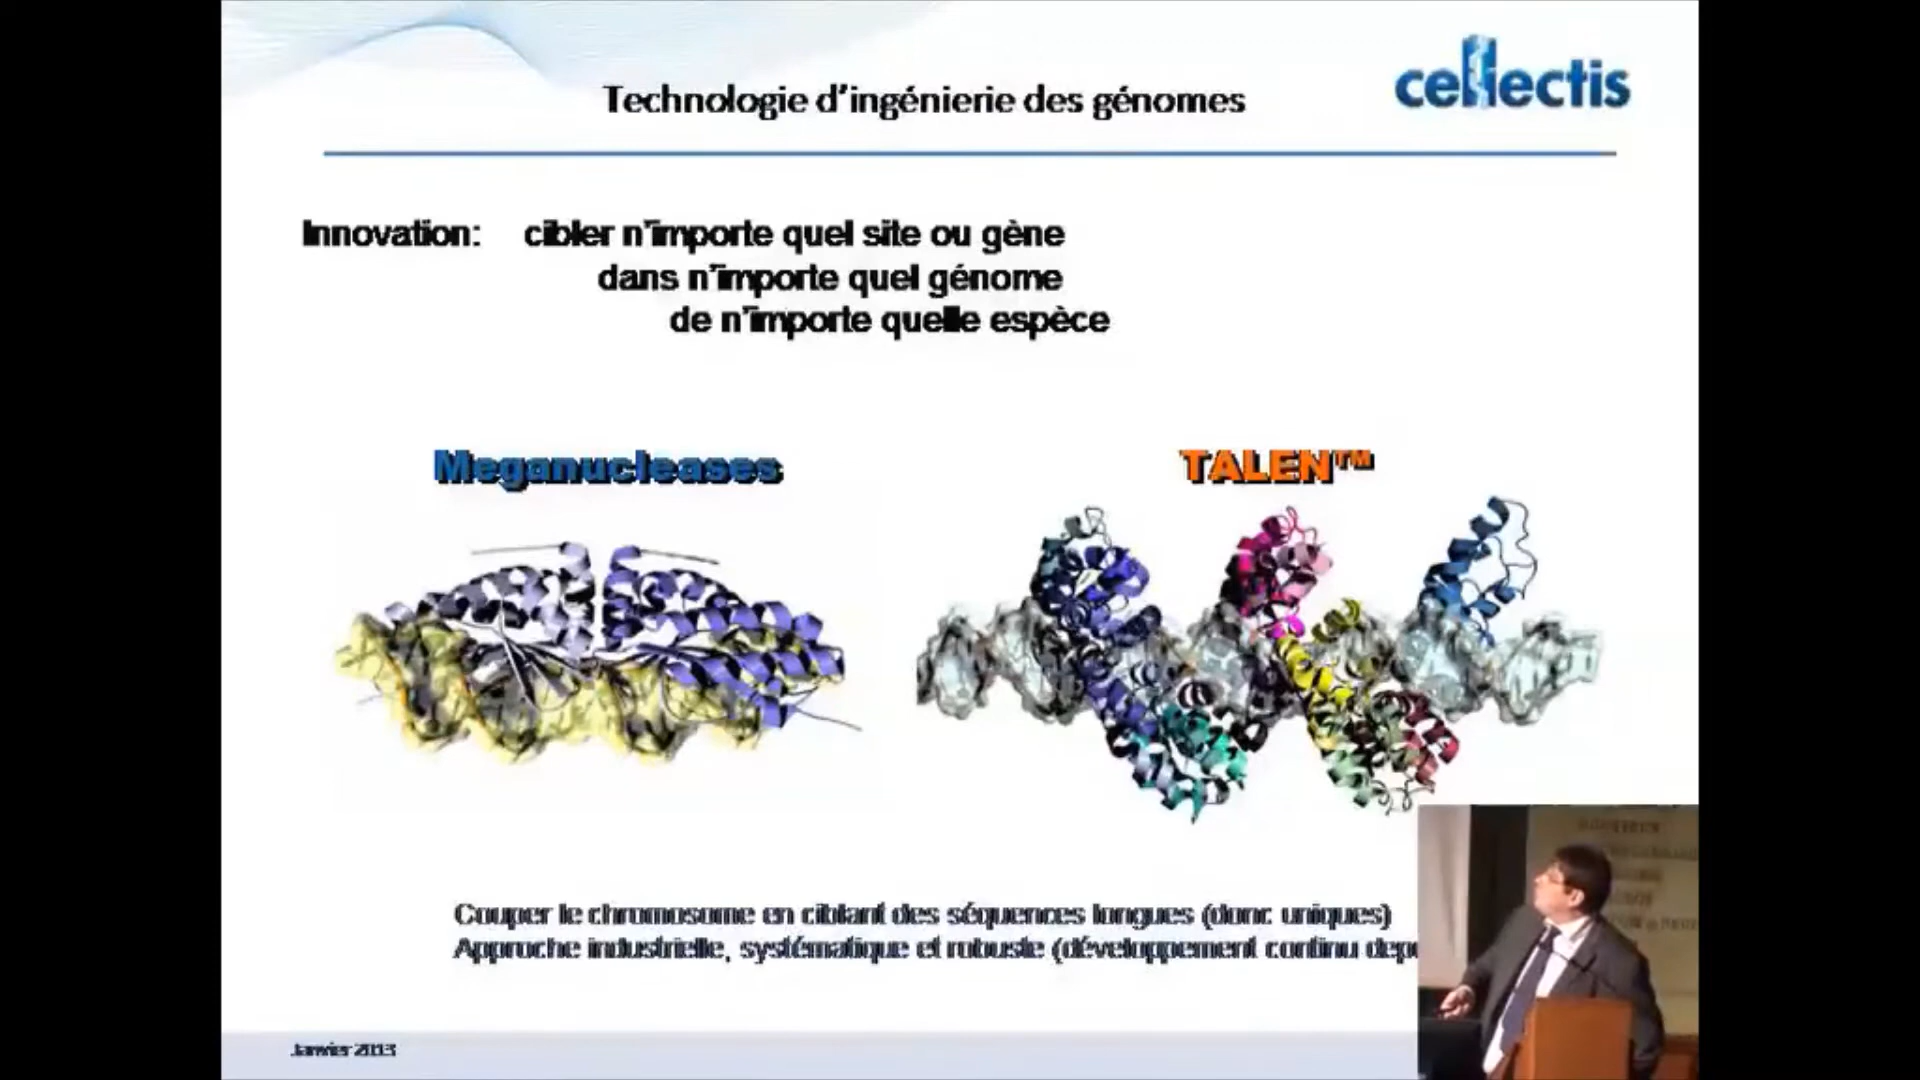 cellectis
Technologie d'ingénierie des génomes
Innovation: cibler n'importe quel site ou gène
dans n'importe quel génome
de n'importe quelle espèce
Meganucleases
TALEN™
Couper le chromosome en ciblant des séquences longues (donc uniques)
Approche industrielle, systématique et robuste (développement continu
Janvier 2013